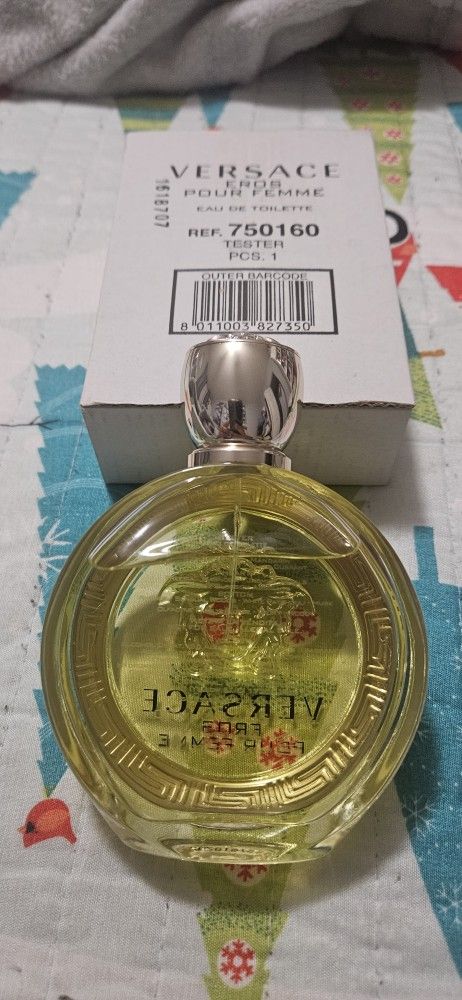 VERSACE
EROS
POUR FEMME
EAU DE TOILETTE
REF. 750160
TESTER
PCS. 1
OUTER BARCODE
8 011003 827350
1618707
VERSACE
EROS
POUR FEMME